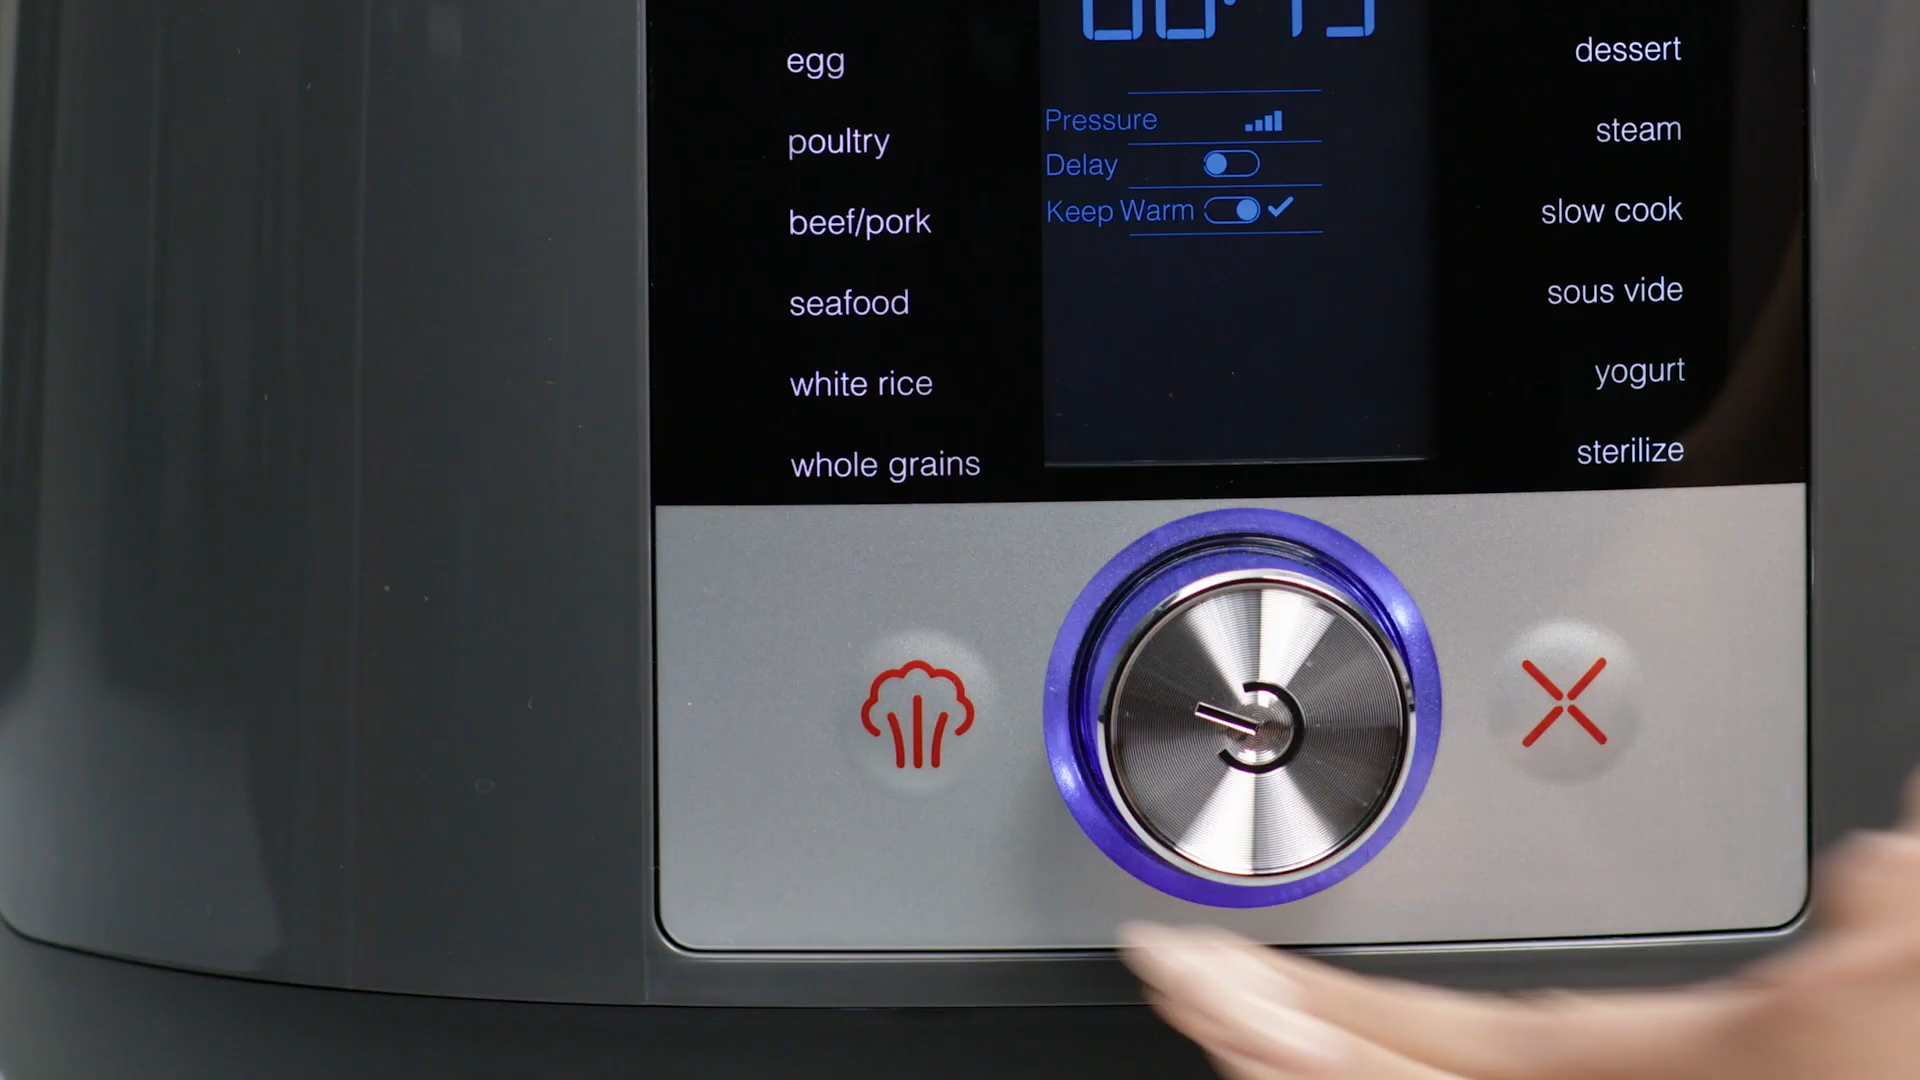 egg
poultry
beef/pork
seafood
white rice
whole grains
Pressure
Delay
Keep Warm
dessert
steam
slow cook
sous vide
yogurt
sterilize